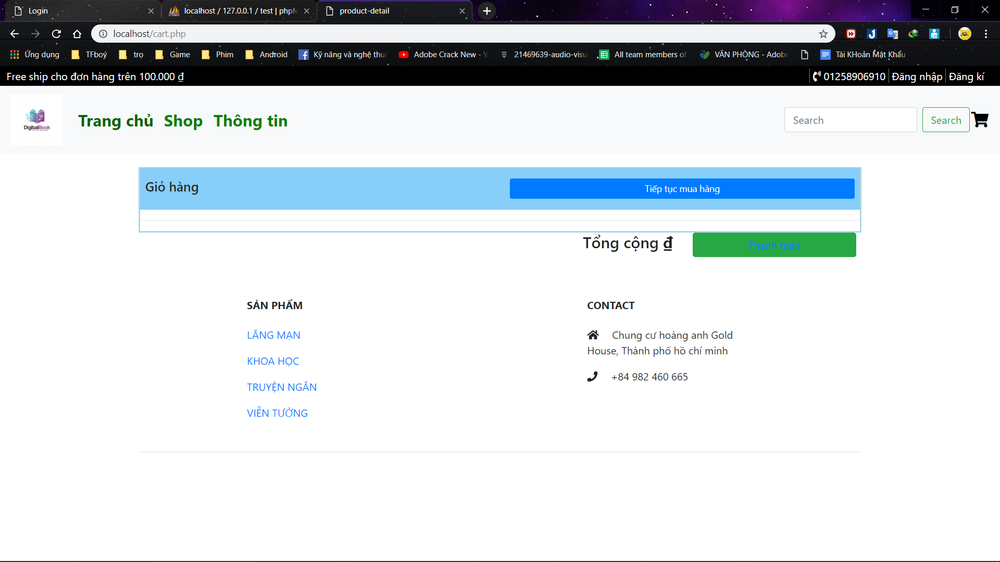 Login
localhost / 127.0.0.1 / test | phpM
product-detail
localhost/cart.php
Ứng dụng
TFboý
trọ
Game
Phim
Android
Kỹ năng và nghệ thu
Adobe Crack New - Y
21469639-audio-visu
All team members of
VĂN PHÒNG - Adobe
Tài KHoản Mật Khẩu
Free ship cho đơn hàng trên 100.000 ₫
01258906910
Đăng nhập
Đăng kí
DigitalBook
Trang chủ
Shop
Thông tin
Search
Search
Giỏ hàng
Tiếp tục mua hàng
Tổng cộng ₫
Thanh toán
SẢN PHẨM
LÃNG MẠN
KHOA HỌC
TRUYỆN NGẮN
VIỄN TƯỞNG
CONTACT
Chung cư hoàng anh Gold
House, Thành phố hồ chí minh
+84 982 460 665